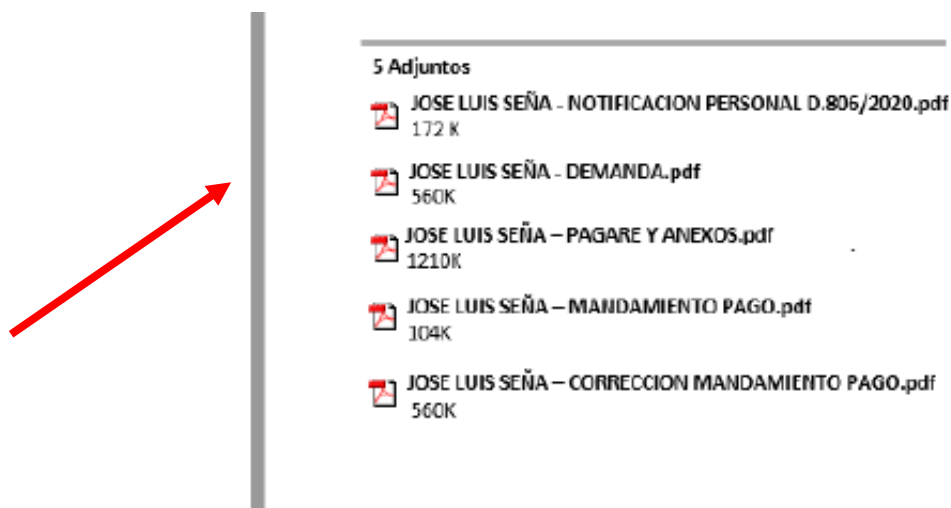 5 Adjuntos
JOSE LUIS SEÑA - NOTIFICACION PERSONAL D.806/2020.pdf
172 K
JOSE LUIS SEÑA - DEMANDA.pdf
560K
JOSE LUIS SEÑA – PAGARE Y ANEXOS.pdf
1210K
JOSE LUIS SEÑA – MANDAMIENTO PAGO.pdf
104K
JOSE LUIS SEÑA – CORRECCION MANDAMIENTO PAGO.pdf
560K